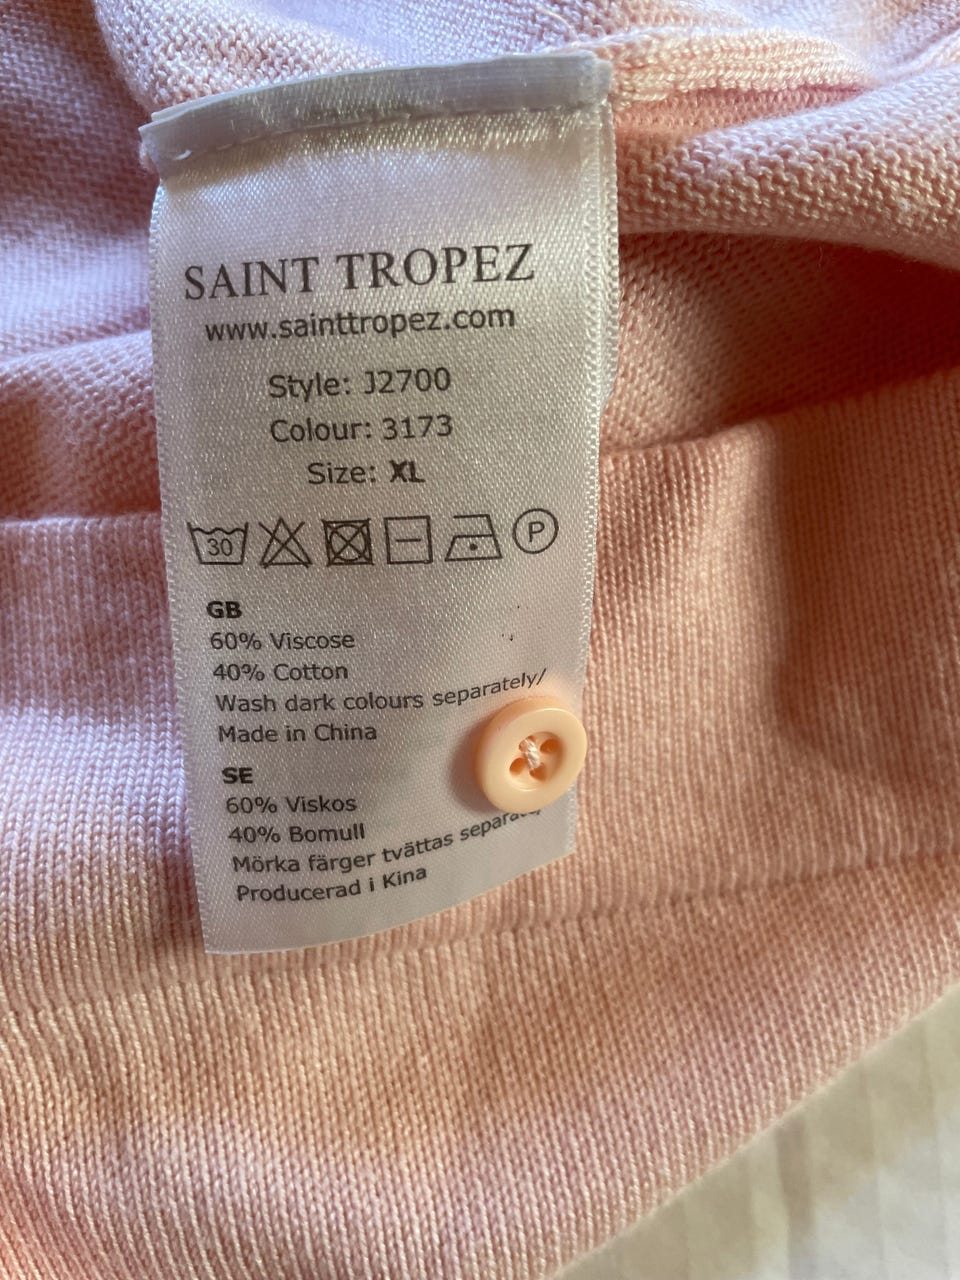 SAINT TROPEZ
www.sainttropez.com
Style: J2700
Colour: 3173
Size: XL
30 P
GB
60% Viscose
40% Cotton
Wash dark colours separately/
Made in China
SE
60% Viskos
40% Bomull
Mörka färger tvättas
Producerad i Kina